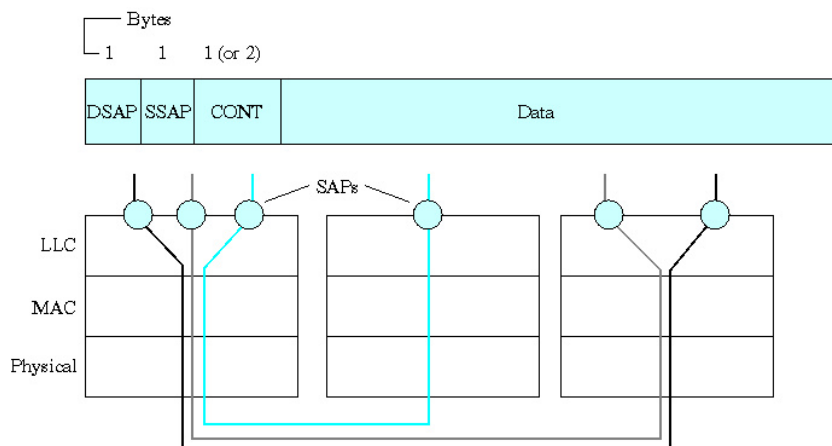 Bytes
1 1 1 (or 2)
DSAP SSAP CONT Data
SAPs
LLC
MAC
Physical